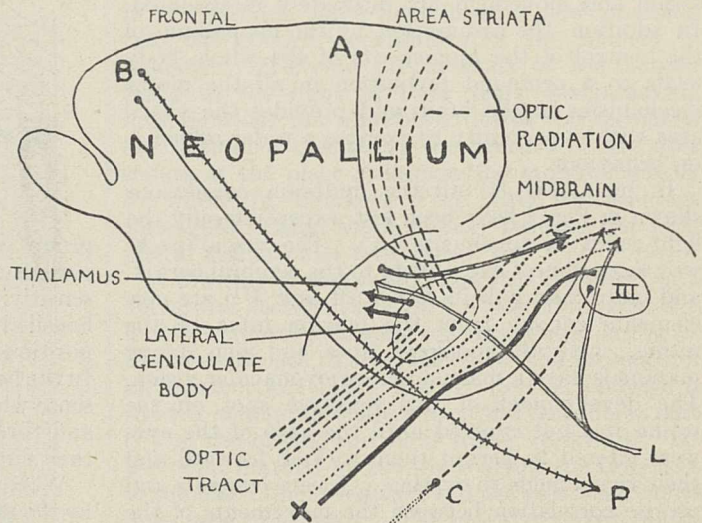 FRONTAL
AREA STRIATA
A
B
OPTIC
RADIATION
NEOPALLIUM
MIDBRAIN
THALAMUS
III
LATERAL
GENICULATE
BODY
OPTIC
TRACT
L
X
C
P